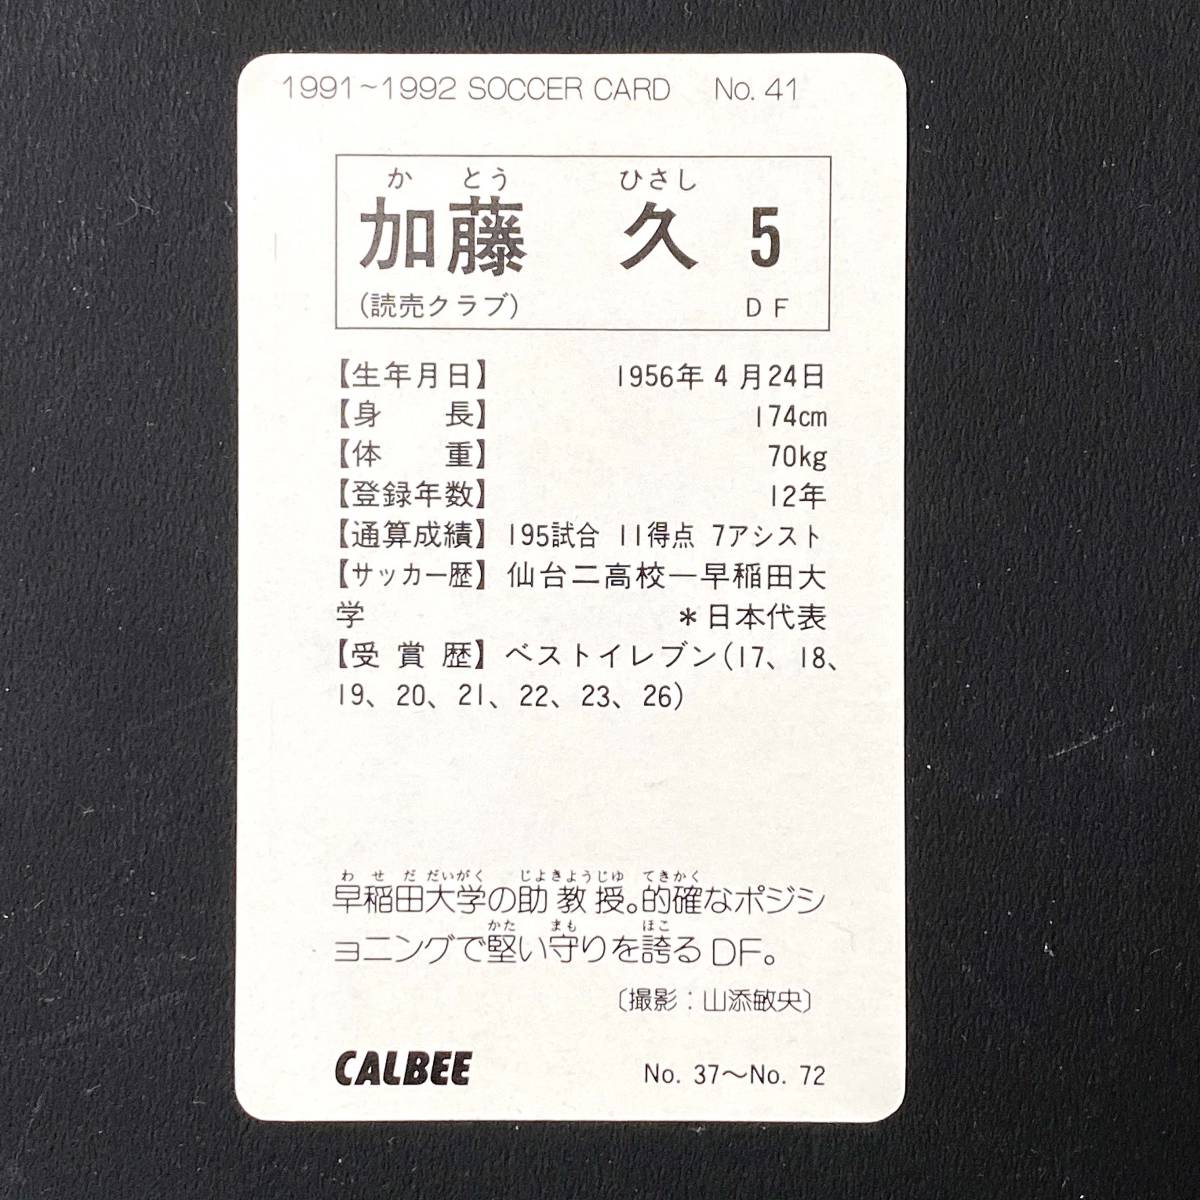 1991~1992 SOCCER CARD No. 41
かとう ひさし
加藤 久 5
(読売クラブ) DF
【生年月日】 1956年4月24日
【身長】 174cm
【体重】 70kg
【登録年数】 12年
【通算成績】195試合 11得点 7アシスト
【サッカー歴】仙台二高校―早稲田大
学 *日本代表
【受賞歴】ベストイレブン(17、18、
19、20、21、22、23、26)
わせだだいがく じよきようじゆ てきかく
早稲田大学の助教授。的確なポジシ
かた まも ほこ
ョニングで堅い守りを誇るDF。
〔撮影：山添敏央〕
CALBEE No. 37～No. 72